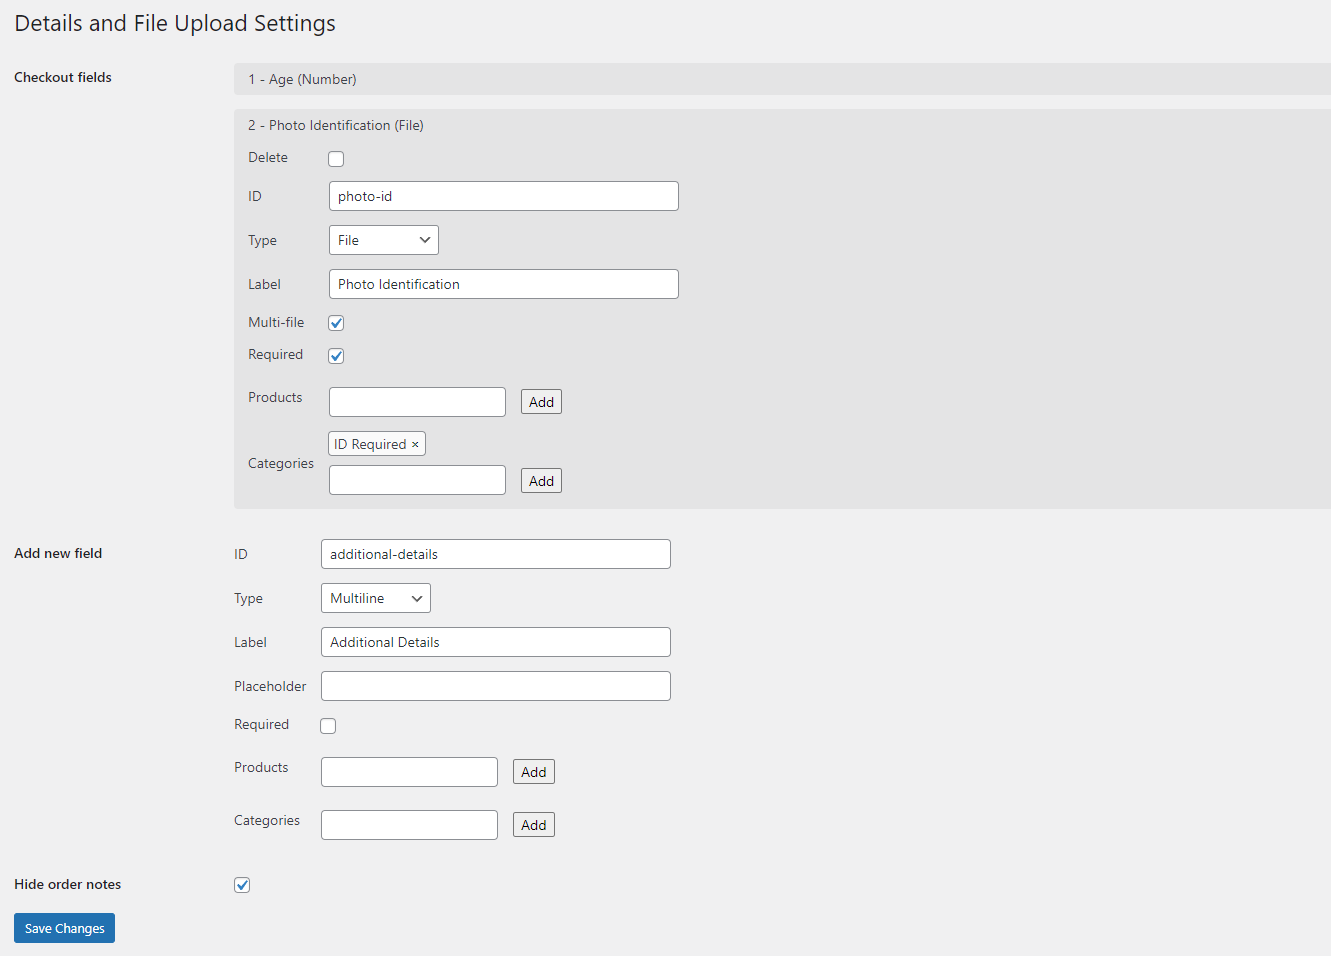 Details and File Upload Settings
Checkout fields
1 - Age (Number)
2 - Photo Identification (File)
Delete
ID
photo-id
Type
File
Label
Photo Identification
Multi-file
Required
Products
Add
ID Required ×
Categories
Add
Add new field
ID
additional-details
Type
Multiline
Label
Additional Details
Placeholder
Required
Products
Add
Categories
Add
Hide order notes
Save Changes